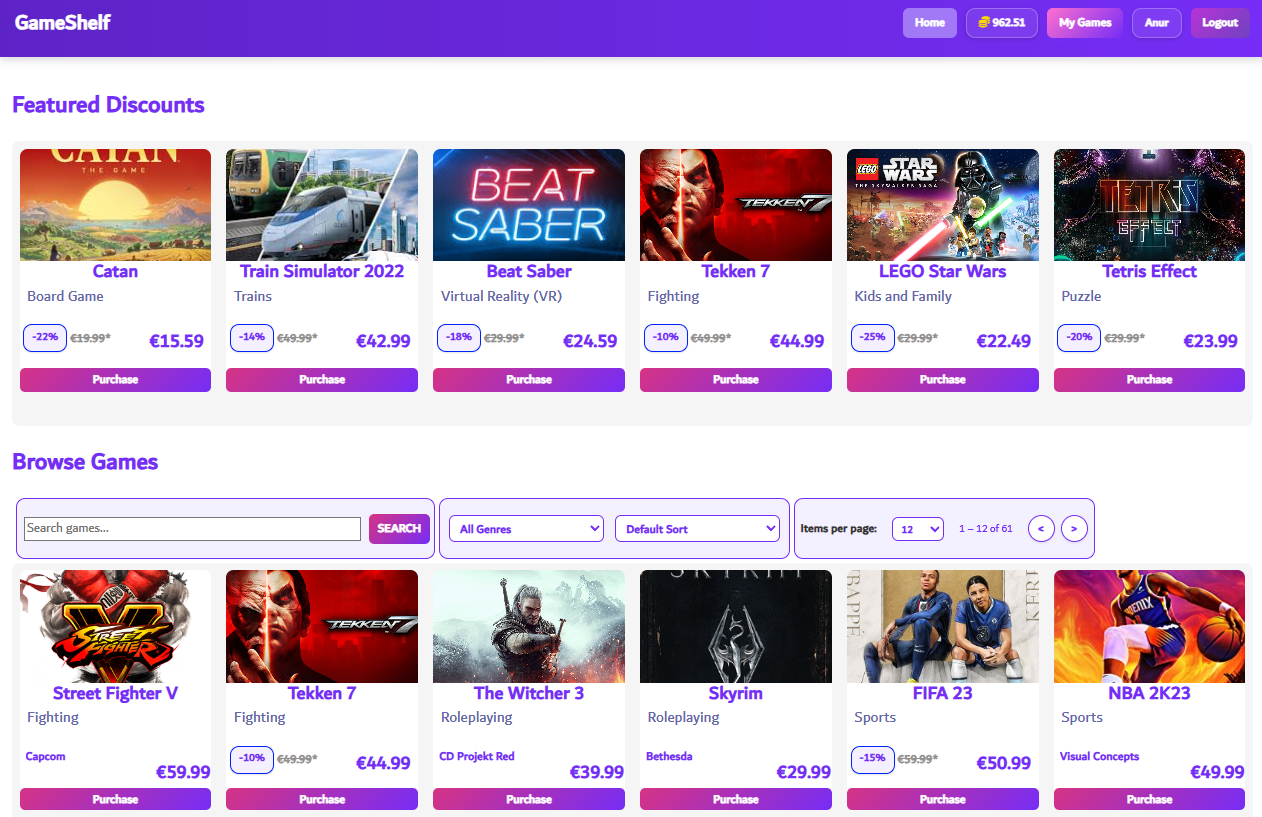 GameShelf
Home 962.51 My Games Anur Logout
Featured Discounts
CATAN
THE GAME
BEAT
SABER
TEKKEN 7
LEGO STAR WARS
THE SKYWALKER SAGA
TETRIS
EFFECT
Catan Train Simulator 2022 Beat Saber Tekken 7 LEGO Star Wars Tetris Effect
Board Game Trains Virtual Reality (VR) Fighting Kids and Family Puzzle
-22% €19.99* €15.59 -14% €49.99* €42.99 -18% €29.99* €24.59 -10% €49.99* €44.99 -25% €29.99* €22.49 -20% €29.99* €23.99
Purchase Purchase Purchase Purchase Purchase Purchase
Browse Games
Search games... SEARCH All Genres Default Sort Items per page: 12 1 – 12 of 61 < >
STREET
FIGHTER
V
TEKKEN 7
SKYRIM
BAPPÉ
KER
PHOENIX
Street Fighter V Tekken 7 The Witcher 3 Skyrim FIFA 23 NBA 2K23
Fighting Fighting Roleplaying Roleplaying Sports Sports
Capcom -10% €49.99* €44.99 CD Projekt Red Bethesda -15% €59.99* €50.99 Visual Concepts
€59.99 €39.99 €29.99 €49.99
Purchase Purchase Purchase Purchase Purchase Purchase